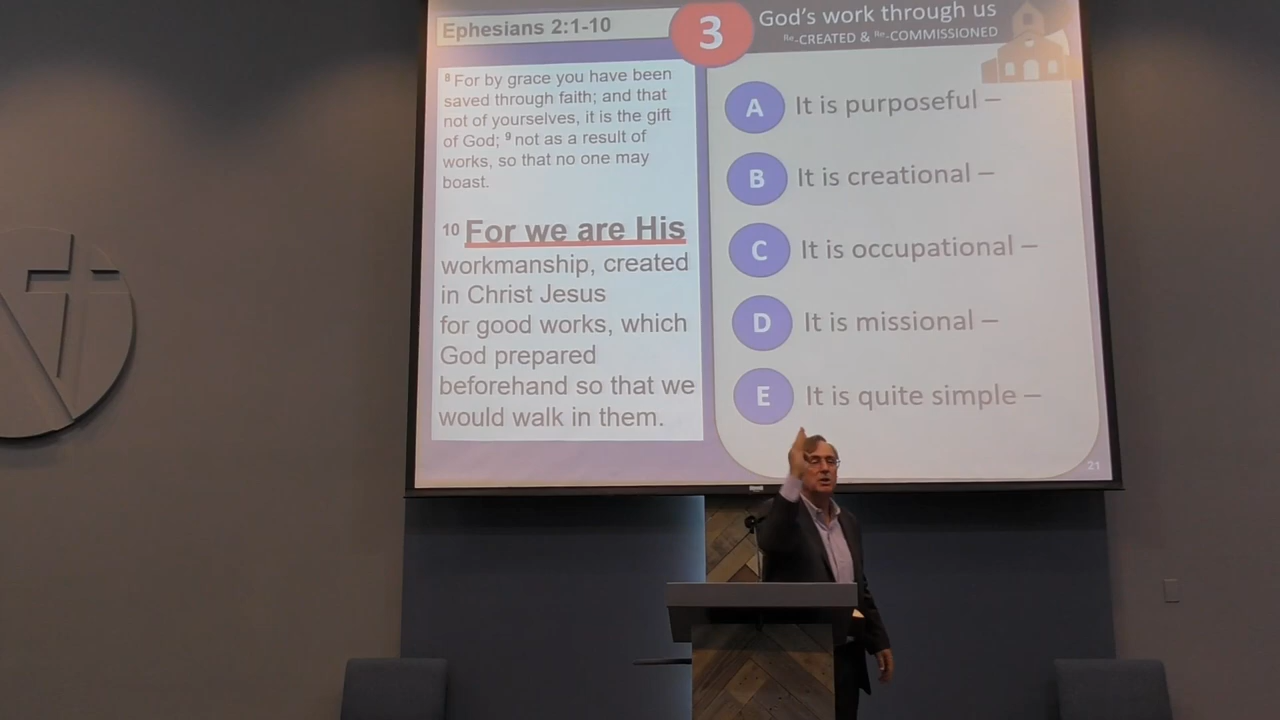 Ephesians 2:1-10
3
God's work through us
Re-CREATED & Re-COMMISSIONED
8 For by grace you have been
saved through faith; and that
not of yourselves, it is the gift
of God; 9 not as a result of
works, so that no one may
boast.
10 For we are His
workmanship, created
in Christ Jesus
for good works, which
God prepared
beforehand so that we
would walk in them.
A It is purposeful –
B It is creational –
C It is occupational –
D It is missional –
E It is quite simple –
21